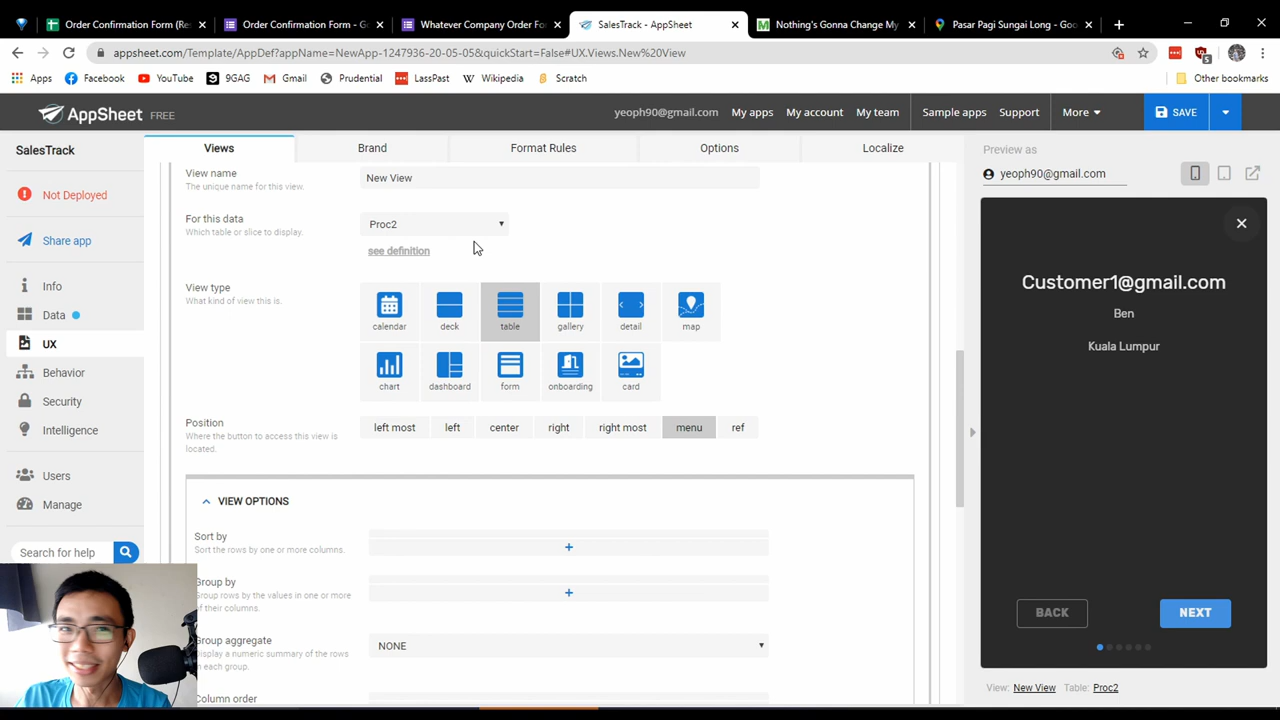 Order Confirmation Form (Res
Order Confirmation Form - G
Whatever Company Order Fo
SalesTrack - AppSheet
Nothing's Gonna Change My
Pasar Pagi Sungai Long - Goo
appsheet.com/Template/AppDef?appName=NewApp-1247936-20-05-05&quickStart=False#UX.Views.New%20View
Apps
Facebook
YouTube
9GAG
Gmail
Prudential
LassPast
Wikipedia
Scratch
Other bookmarks
AppSheet FREE
yeoph90@gmail.com
My apps
My account
My team
Sample apps
Support
More
SAVE
SalesTrack
Not Deployed
Share app
Info
Data
UX
Behavior
Security
Intelligence
Users
Manage
Search for help
Views
Brand
Format Rules
Options
Localize
View name
The unique name for this view.
New View
For this data
Which table or slice to display.
Proc2
see definition
View type
What kind of view this is.
calendar
deck
table
gallery
detail
map
chart
dashboard
form
onboarding
card
Position
Where the button to access this view is
located.
left most
left
center
right
right most
menu
ref
VIEW OPTIONS
Sort by
Sort the rows by one or more columns.
+
Group by
Group rows by the values in one or more
of their columns.
+
Group aggregate
Display a numeric summary of the rows
in each group.
NONE
Column order
Preview as
yeoph90@gmail.com
Customer1@gmail.com
Ben
Kuala Lumpur
BACK
NEXT
View: New View
Table: Proc2